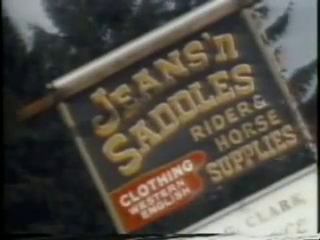 JEANS'n
SADDLES
RIDER &
HORSE
SUPPLIES
CLOTHING
WESTERN
ENGLISH
CLARK,